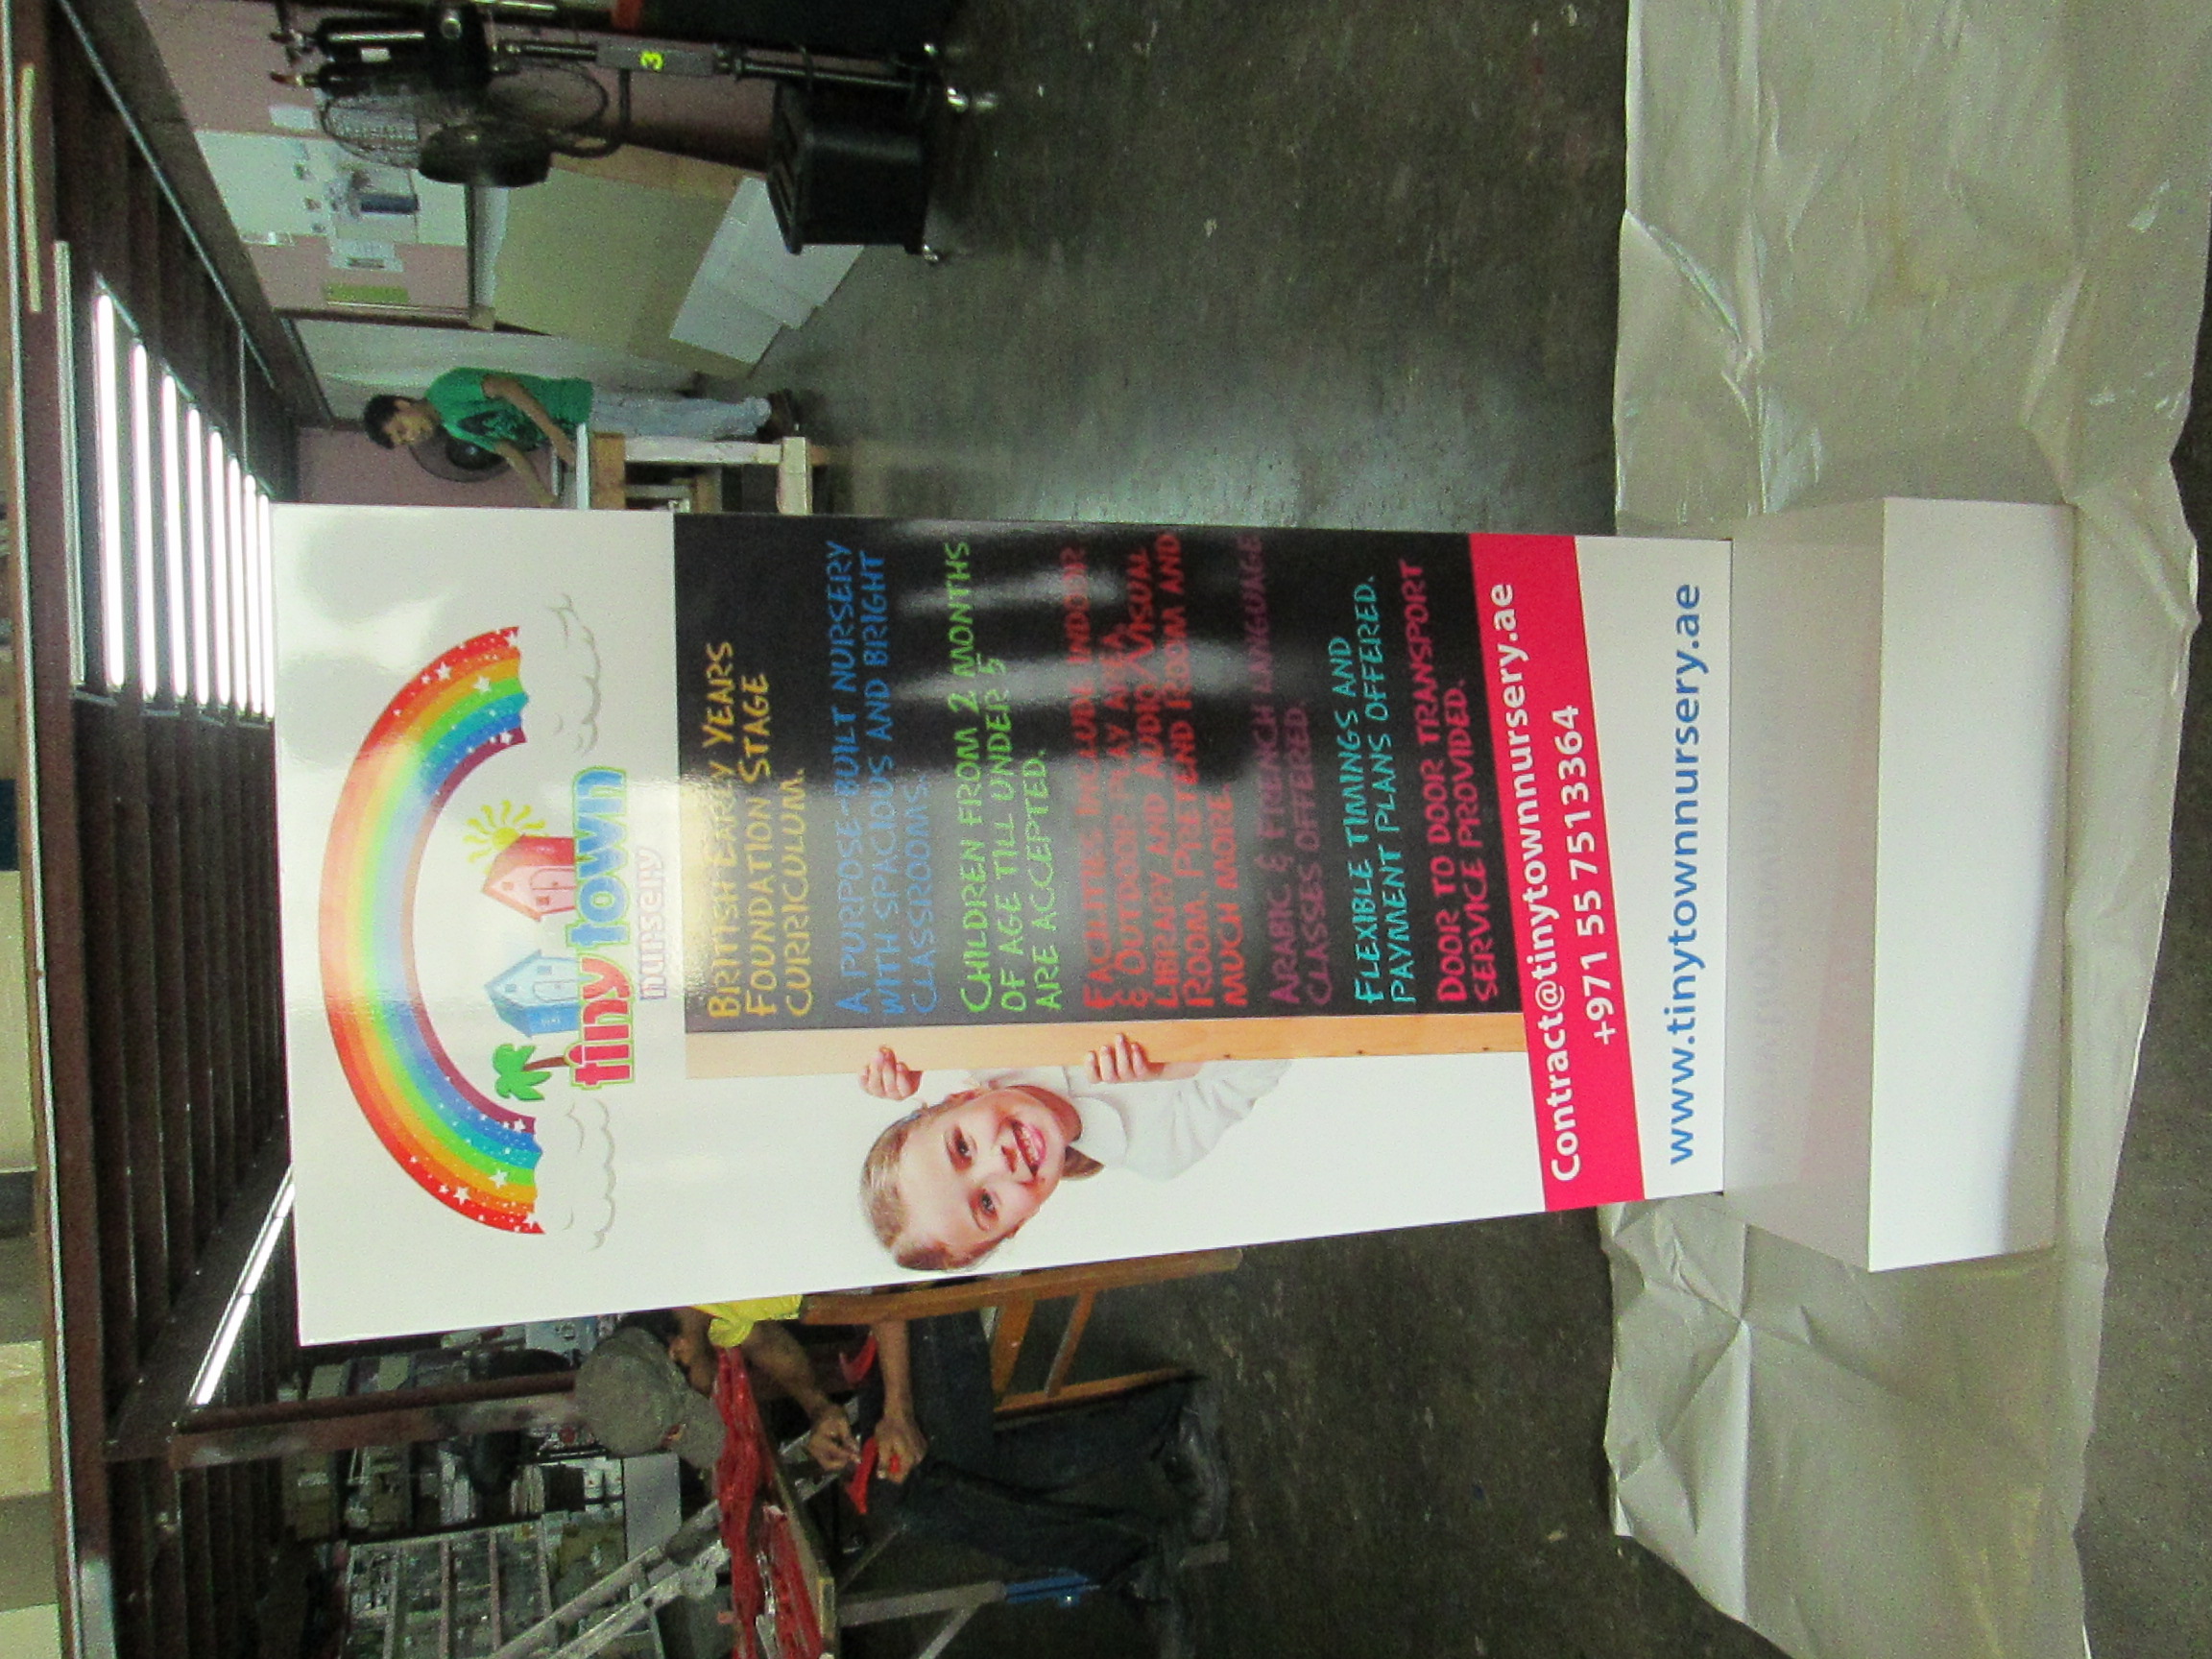 tiny town
nursery
BRITISH EARLY YEARS
FOUNDATION STAGE
CURRICULUM.
A PURPOSE-BUILT NURSERY
WITH SPACIOUS AND BRIGHT
CLASSROOMS.
CHILDREN FROM 2 MONTHS
OF AGE TILL UNDER 5
ARE ACCEPTED.
FACILITIES INCLUDE INDOOR
& OUTDOOR PLAY AREA,
LIBRARY AND AUDIO/VISUAL
ROOM, PRETEND ROOM AND
MUCH MORE.
ARABIC & FRENCH LANGUAGE
CLASSES OFFERED.
FLEXIBLE TIMINGS AND
PAYMENT PLANS OFFERED.
DOOR TO DOOR TRANSPORT
SERVICE PROVIDED.
Contract@tinytownnursery.ae
+971 55 7513364
www.tinytownnursery.ae
3